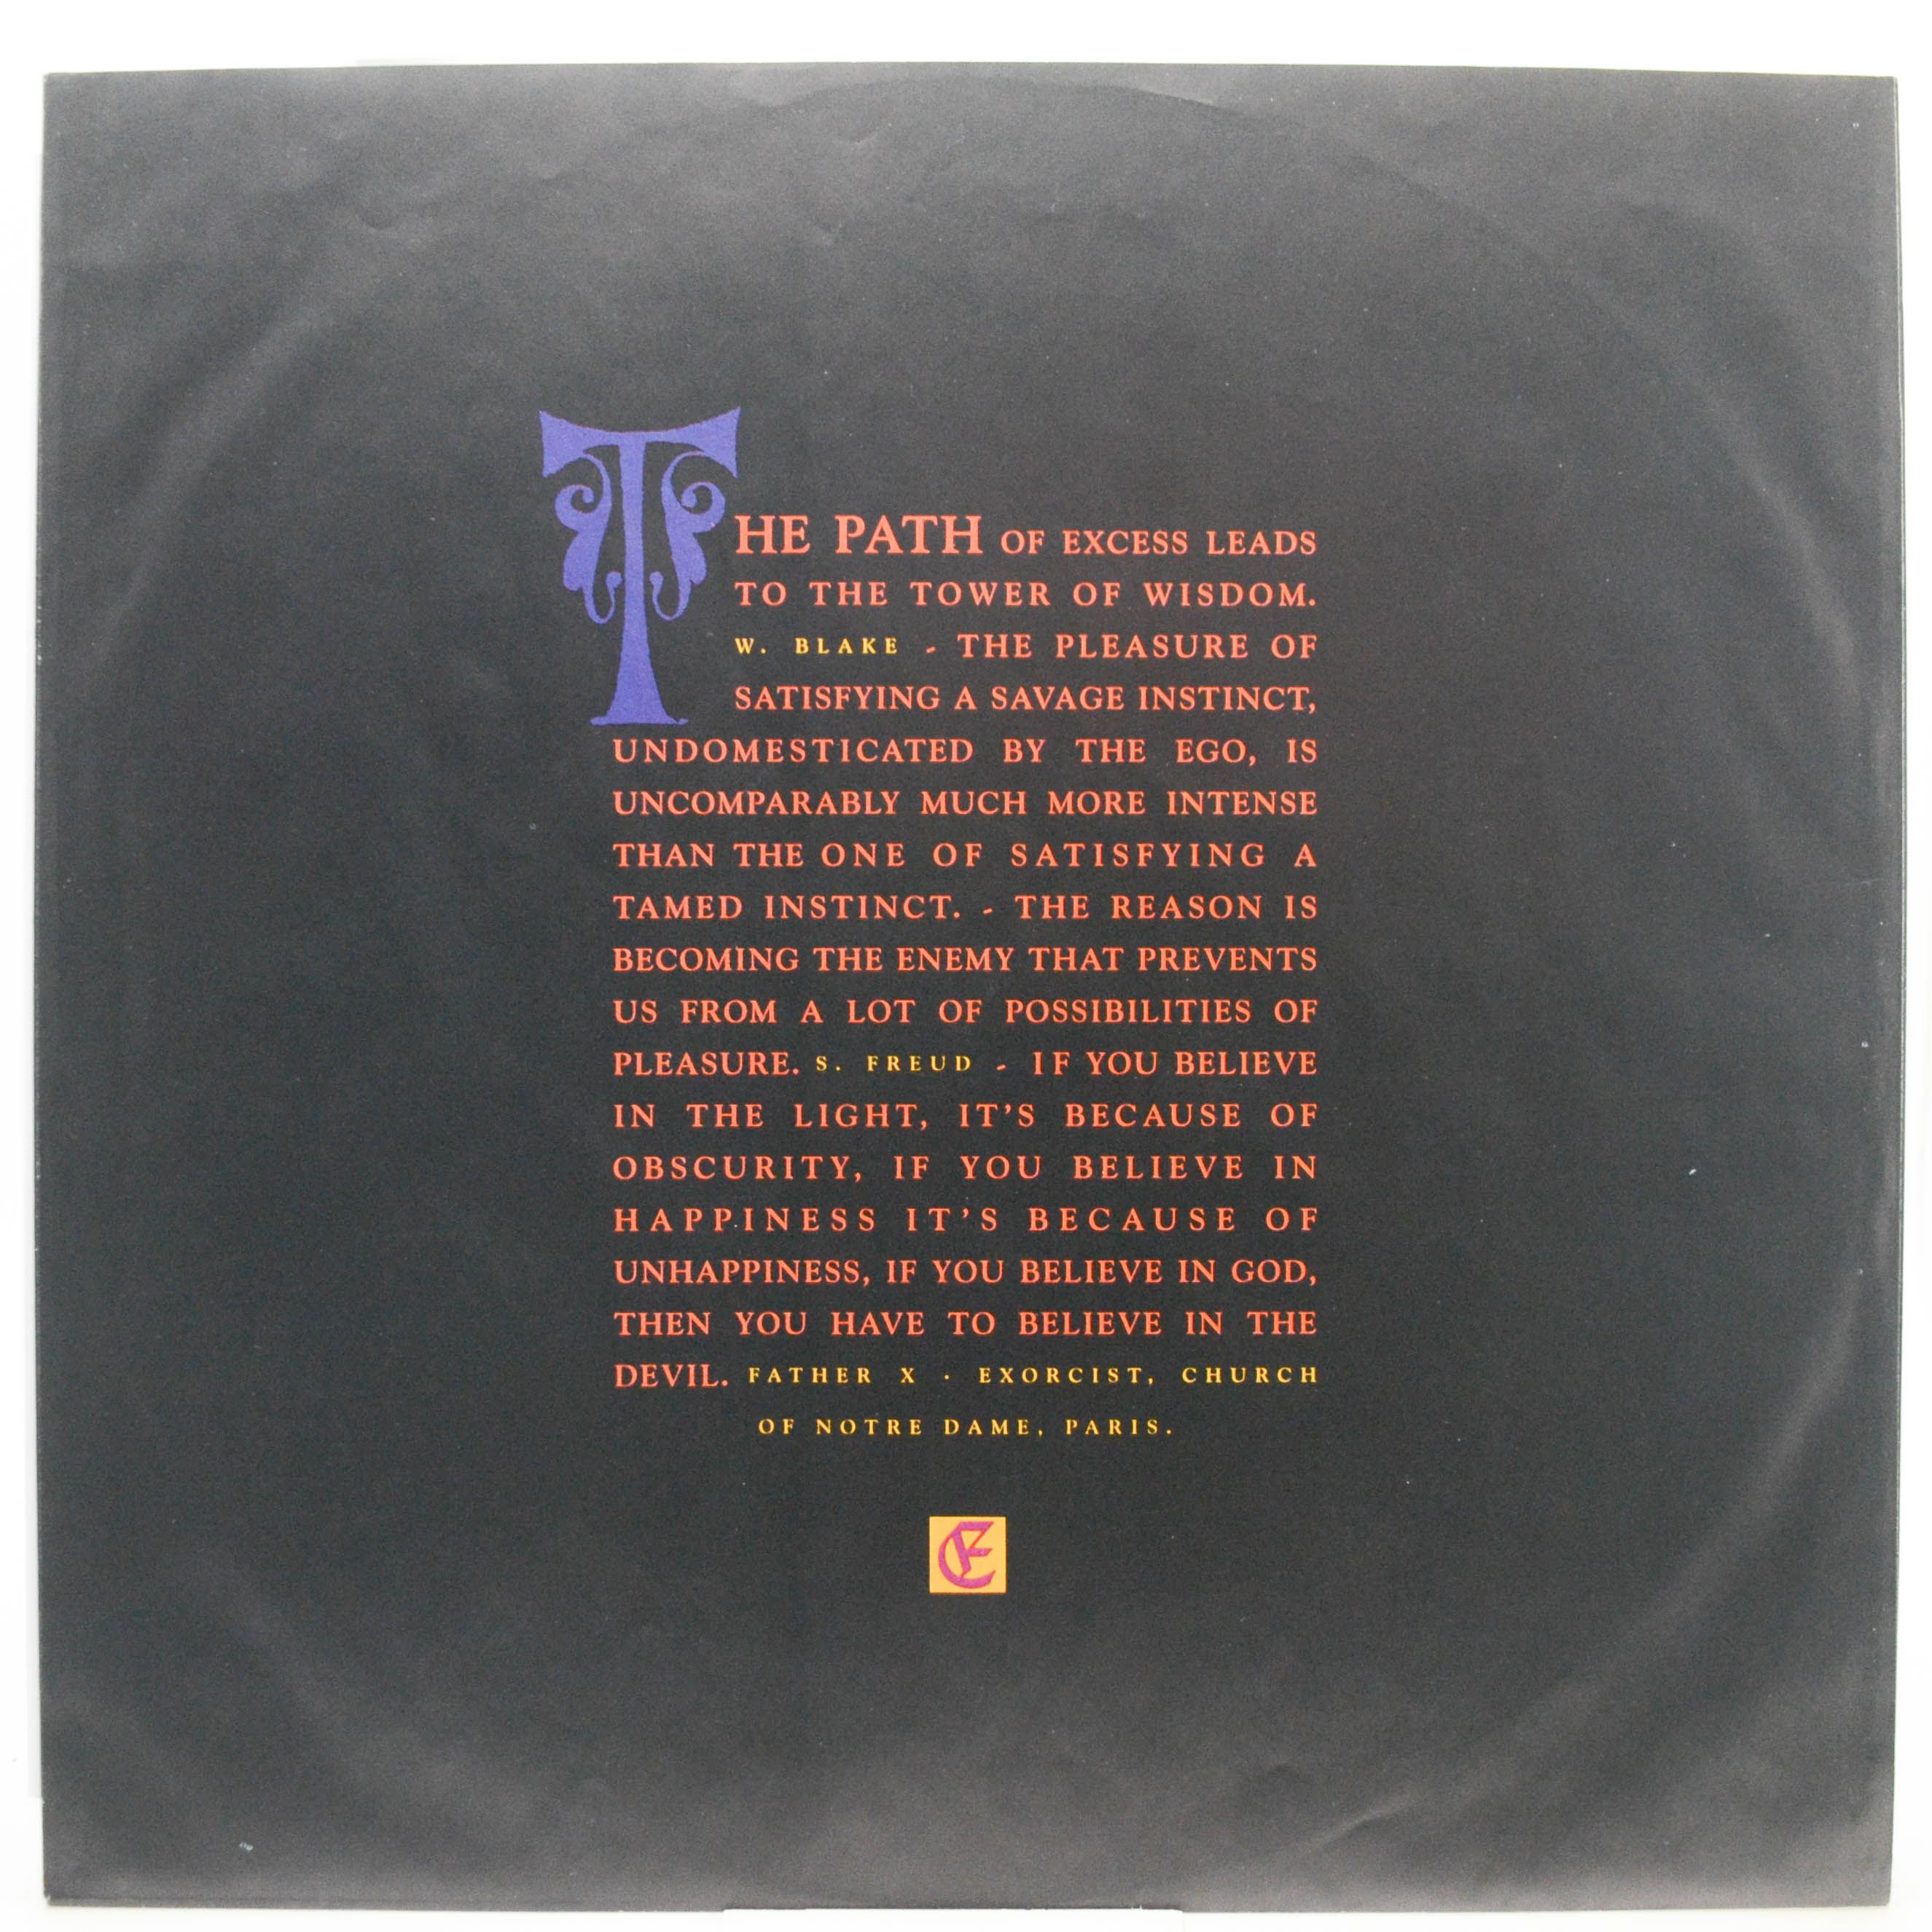 THE PATH OF EXCESS LEADS
TO THE TOWER OF WISDOM.
W. BLAKE - THE PLEASURE OF
SATISFYING A SAVAGE INSTINCT,
UNDOMESTICATED BY THE EGO, IS
UNCOMPARABLY MUCH MORE INTENSE
THAN THE ONE OF SATISFYING A
TAMED INSTINCT. - THE REASON IS
BECOMING THE ENEMY THAT PREVENTS
US FROM A LOT OF POSSIBILITIES OF
PLEASURE. S. FREUD - IF YOU BELIEVE
IN THE LIGHT, IT'S BECAUSE OF
OBSCURITY, IF YOU BELIEVE IN
HAPPINESS IT'S BECAUSE OF
UNHAPPINESS, IF YOU BELIEVE IN GOD,
THEN YOU HAVE TO BELIEVE IN THE
DEVIL. FATHER X · EXORCIST, CHURCH
OF NOTRE DAME, PARIS.
E